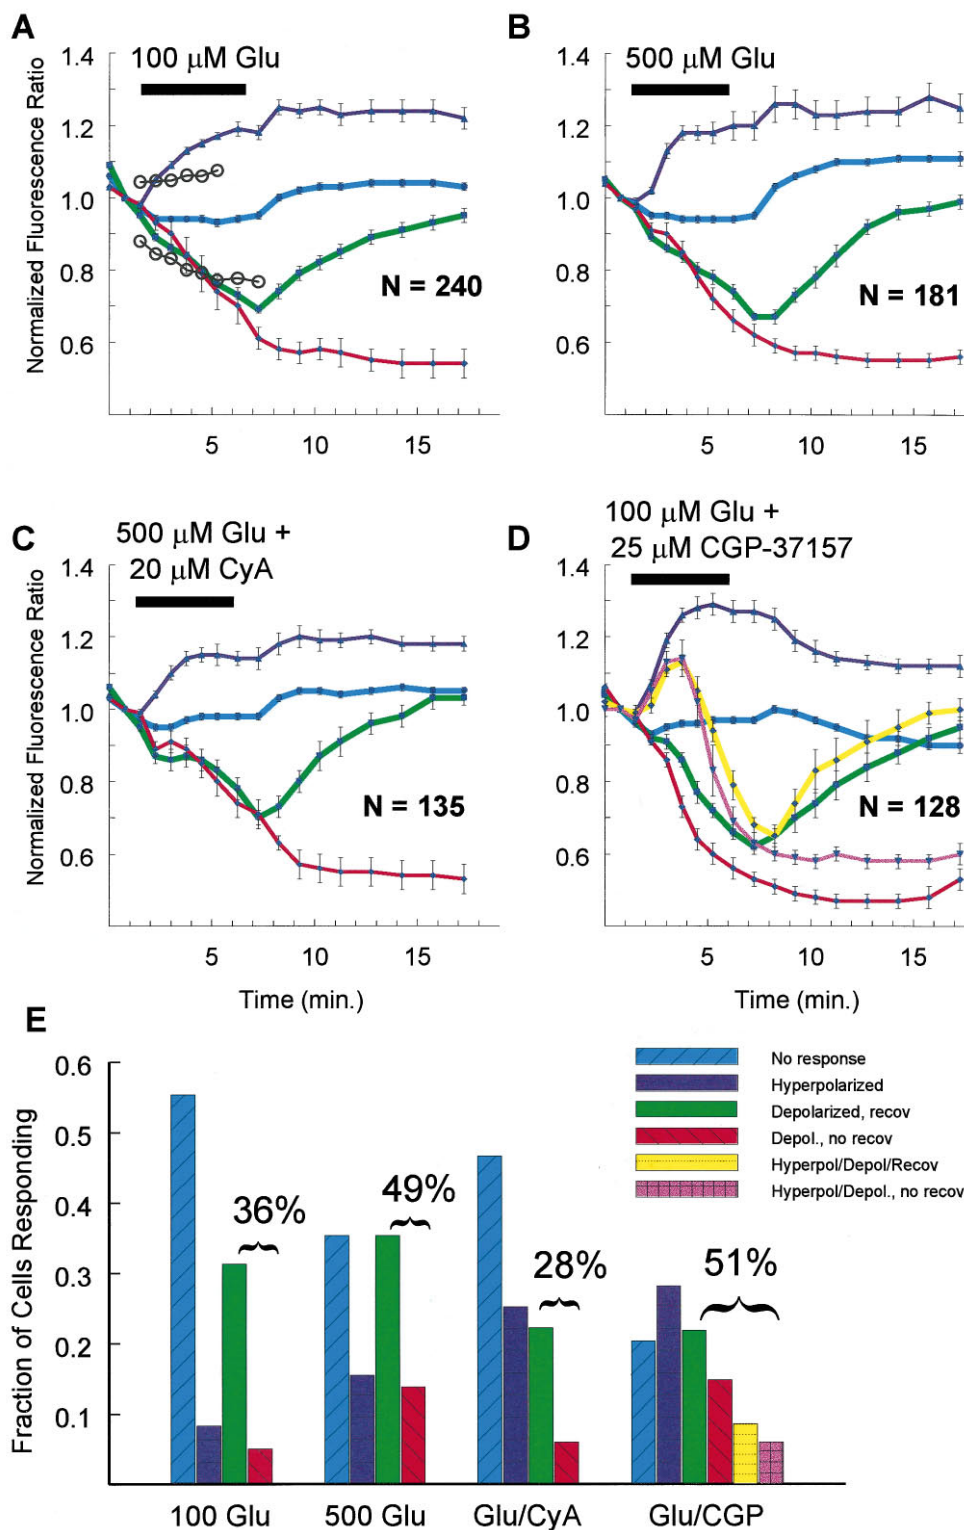 A
100 μM Glu
Normalized Fluorescence Ratio
1.4
1.2
1.0
0.8
0.6
N = 240
5
10
15
B
500 μM Glu
1.4
1.2
1.0
0.8
0.6
N = 181
5
10
15
C
500 μM Glu +
20 μM CyA
Normalized Fluorescence Ratio
1.4
1.2
1.0
0.8
0.6
N = 135
5
10
15
Time (min.)
D
100 μM Glu +
25 μM CGP-37157
1.4
1.2
1.0
0.8
0.6
N = 128
5
10
15
Time (min.)
E
Fraction of Cells Responding
0.6
0.5
0.4
0.3
0.2
0.1
36%
49%
28%
51%
No response
Hyperpolarized
Depolarized, recov
Depol., no recov
Hyperpol/Depol/Recov
Hyperpol/Depol., no recov
100 Glu
500 Glu
Glu/CyA
Glu/CGP